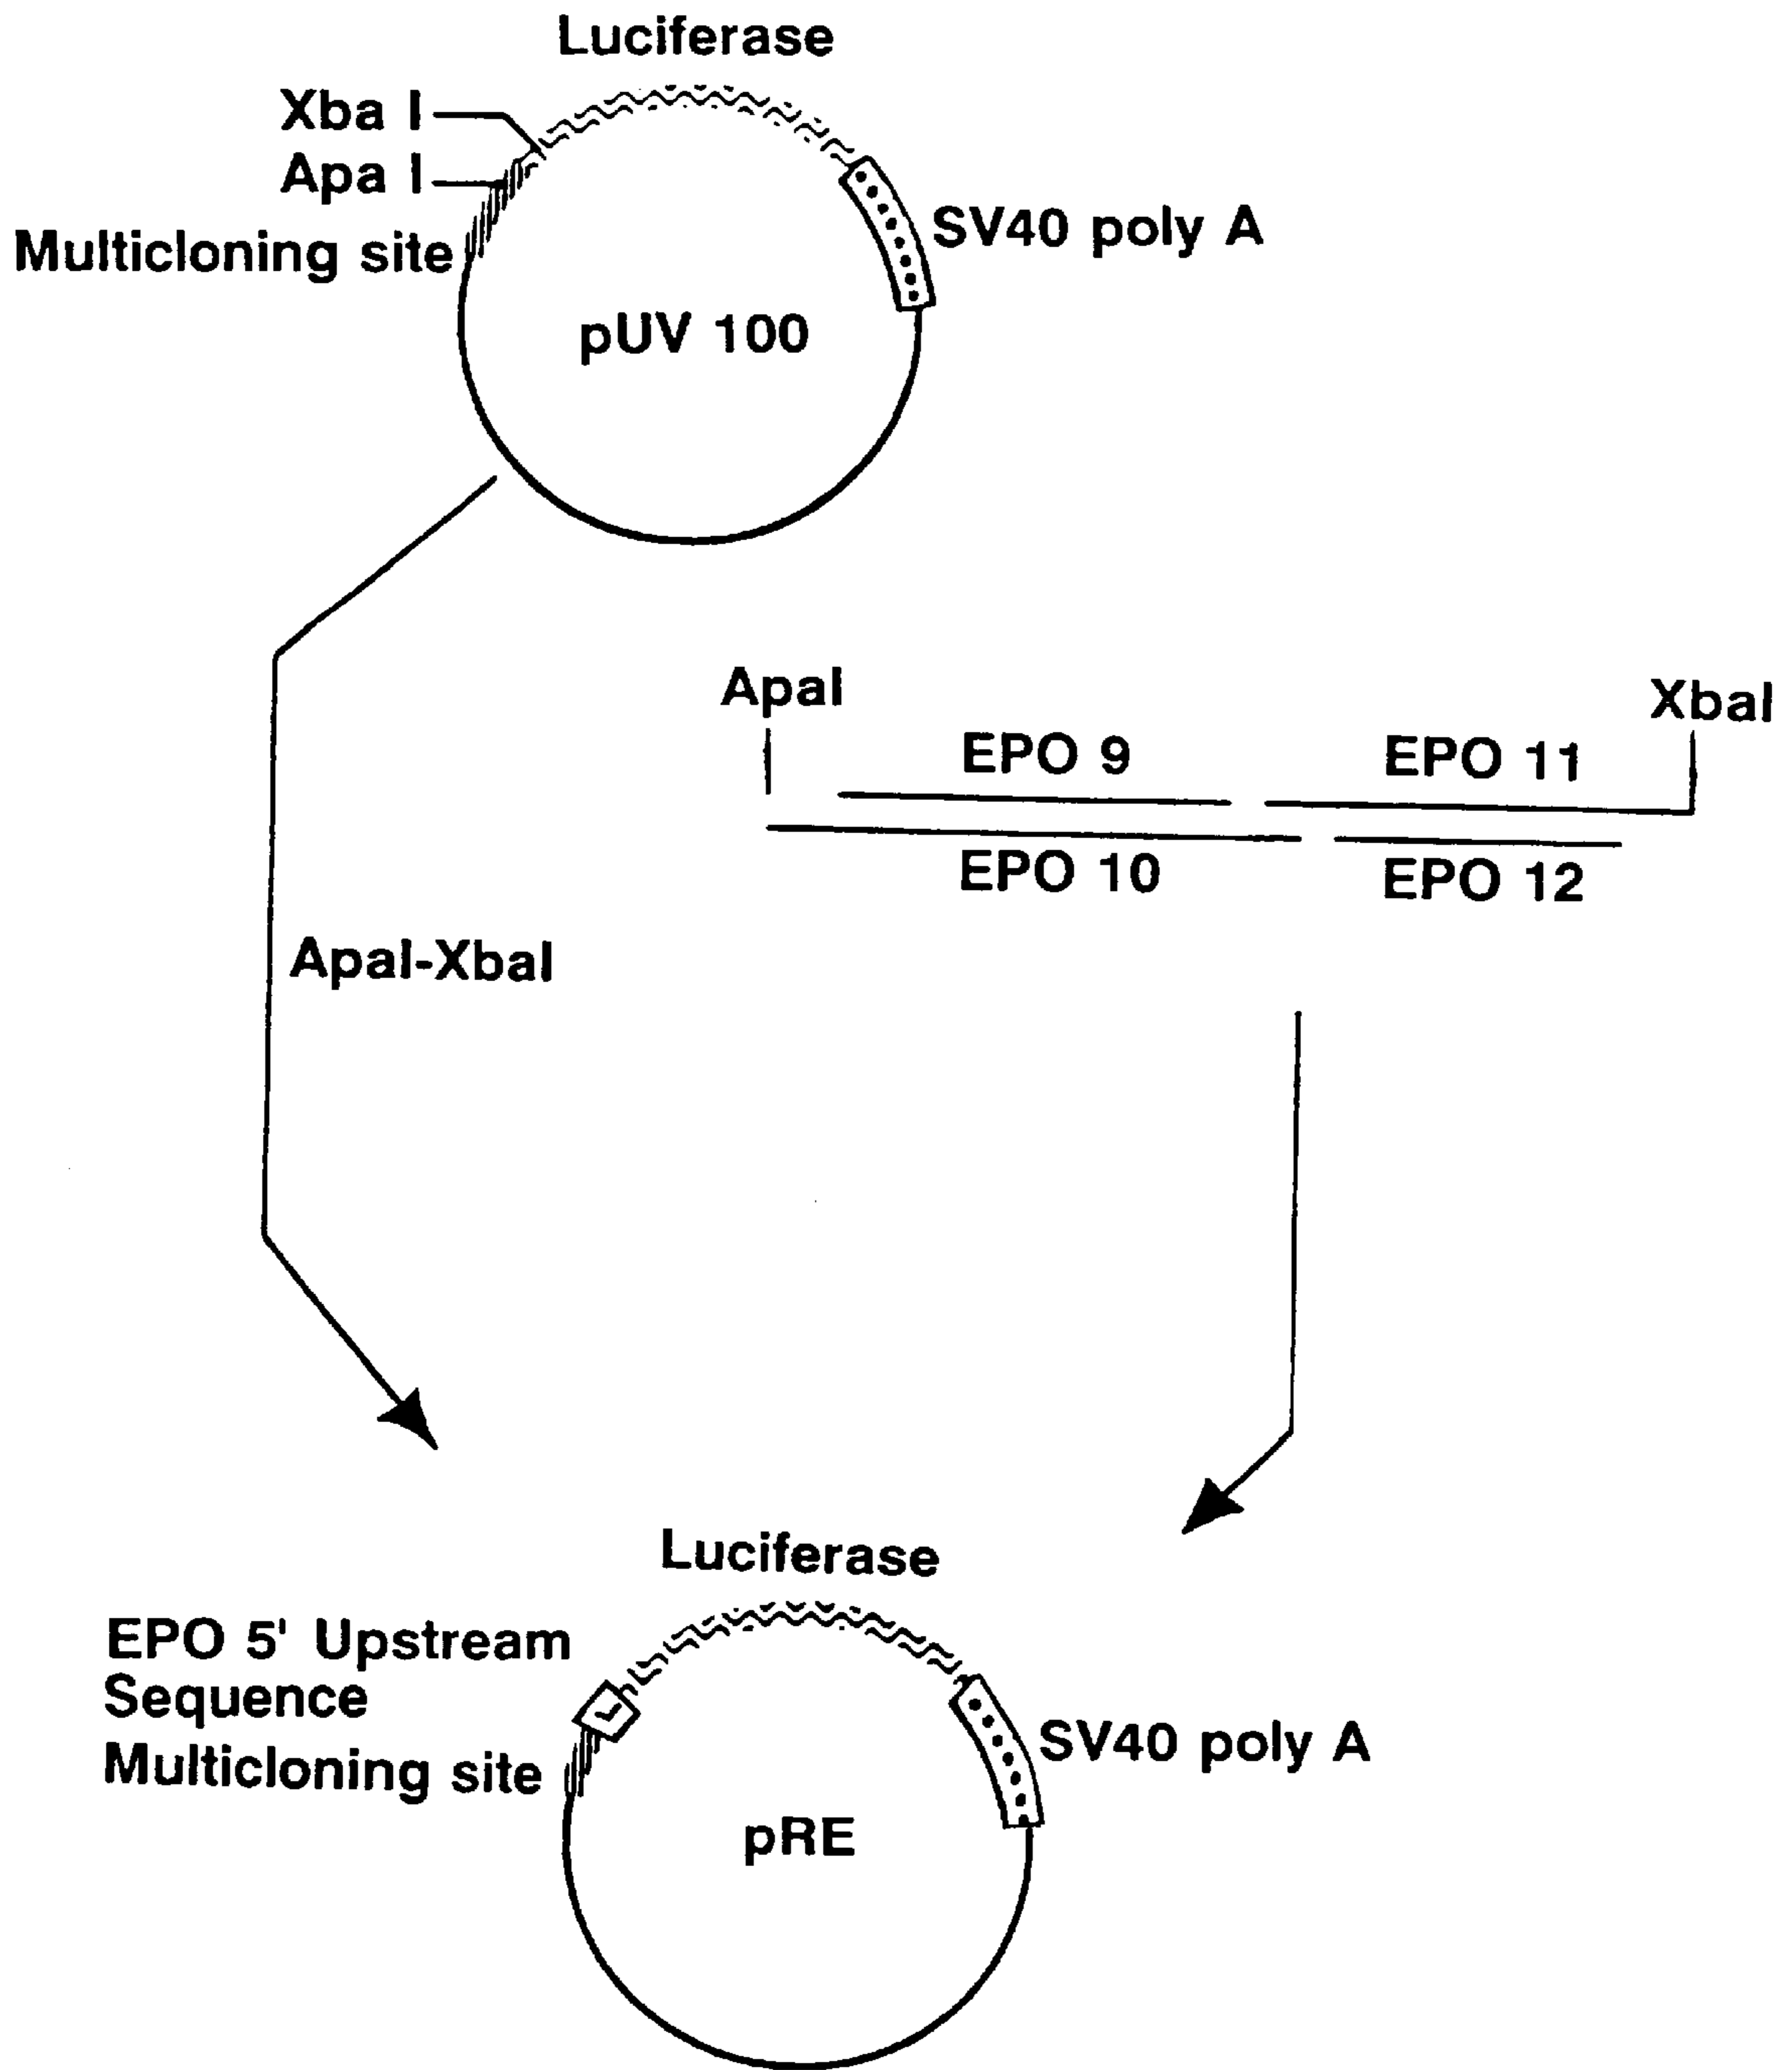 Luciferase
Xba I
Apa I
Multicloning site
SV40 poly A
pUV 100
ApaI
XbaI
EPO 9
EPO 11
EPO 10
EPO 12
ApaI-XbaI
Luciferase
EPO 5' Upstream
Sequence
Multicloning site
SV40 poly A
pRE